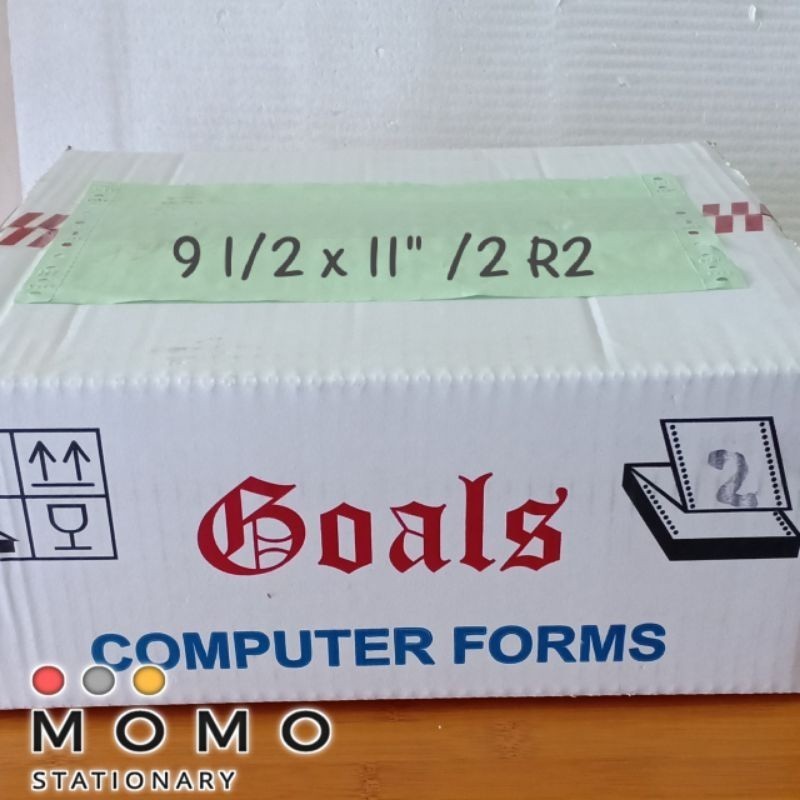 9 1/2 x 11" /2 R2
2
Goals
COMPUTER FORMS
MOMO
STATIONARY